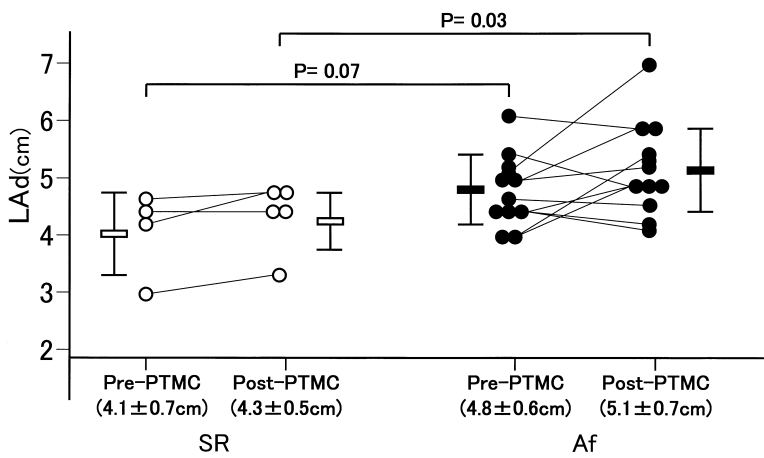 P= 0.03
P= 0.07
LAd(cm)
7
6
5
4
3
2
Pre-PTMC Post-PTMC Pre-PTMC Post-PTMC
(4.1±0.7cm) (4.3±0.5cm) (4.8±0.6cm) (5.1±0.7cm)
SR Af